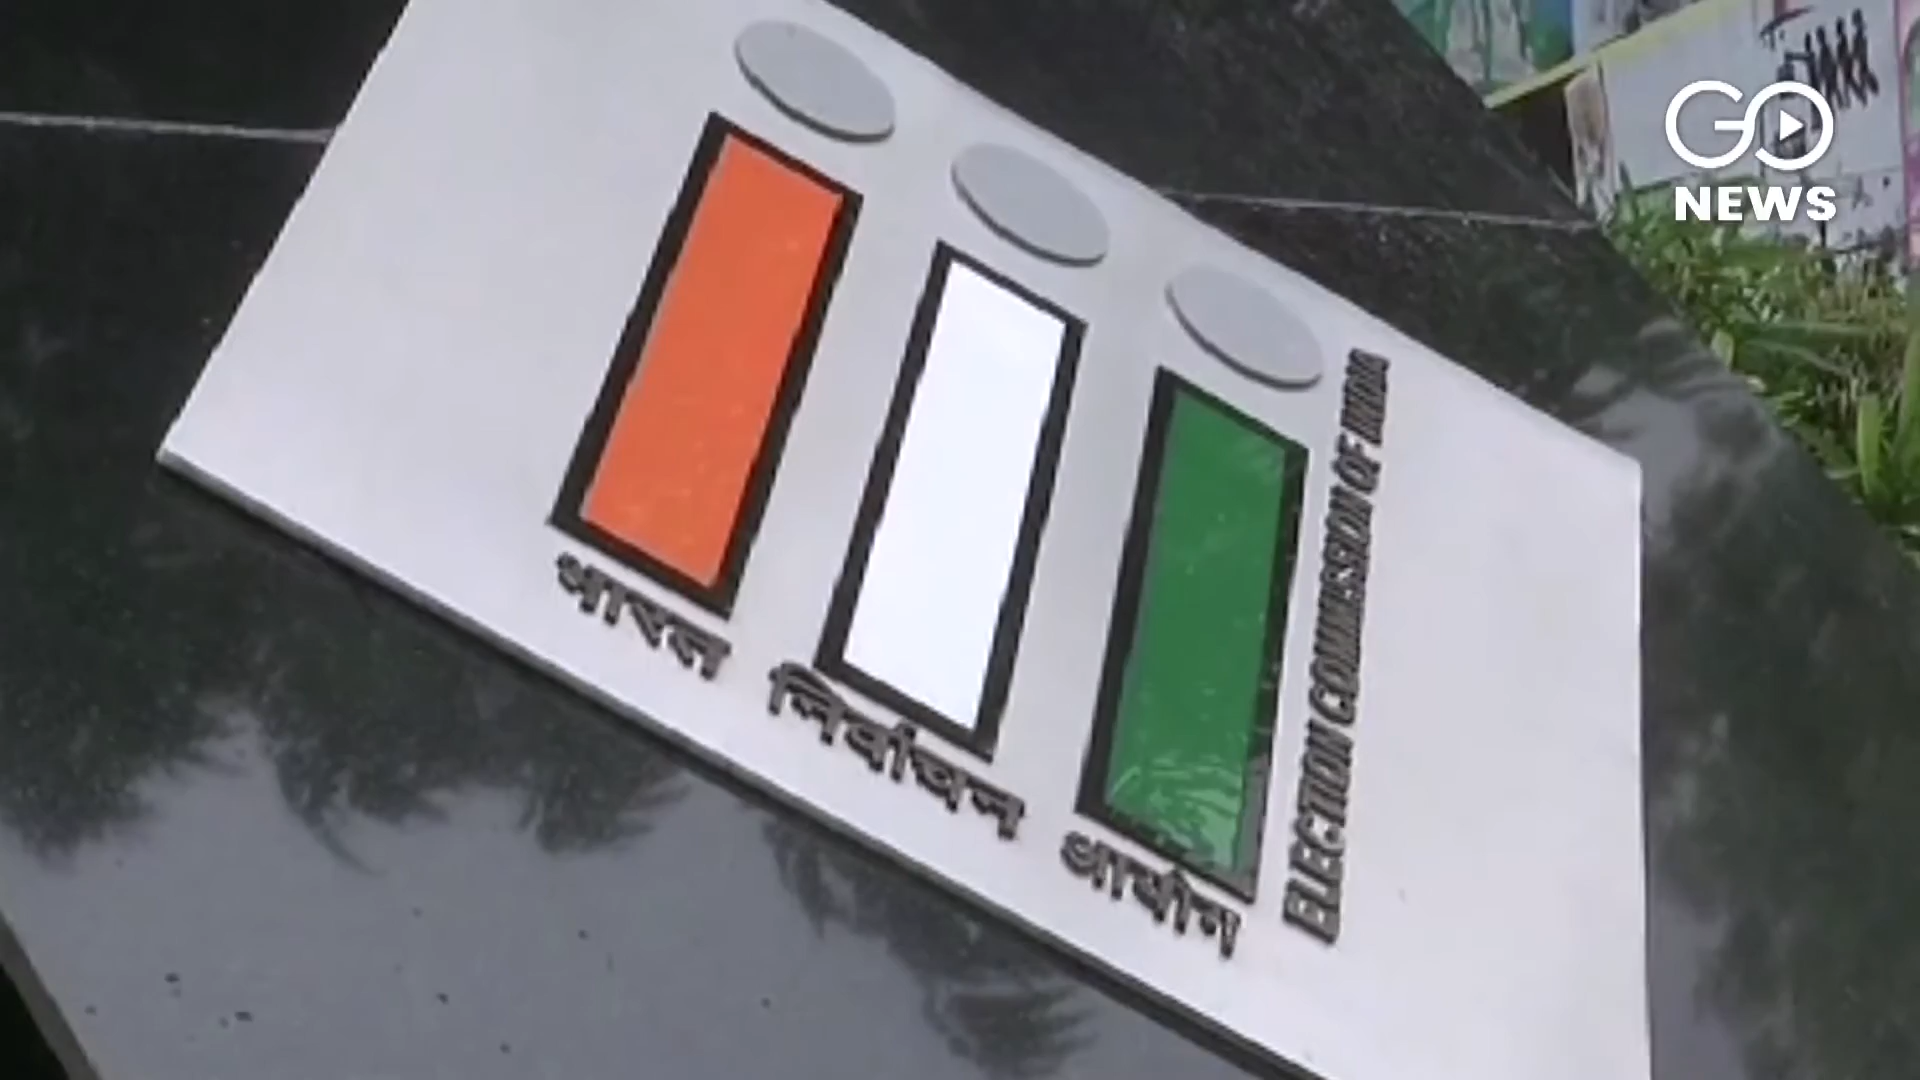 भारत
निर्वाचन
आयोग
ELECTION COMMISSION OF INDIA
GO
NEWS